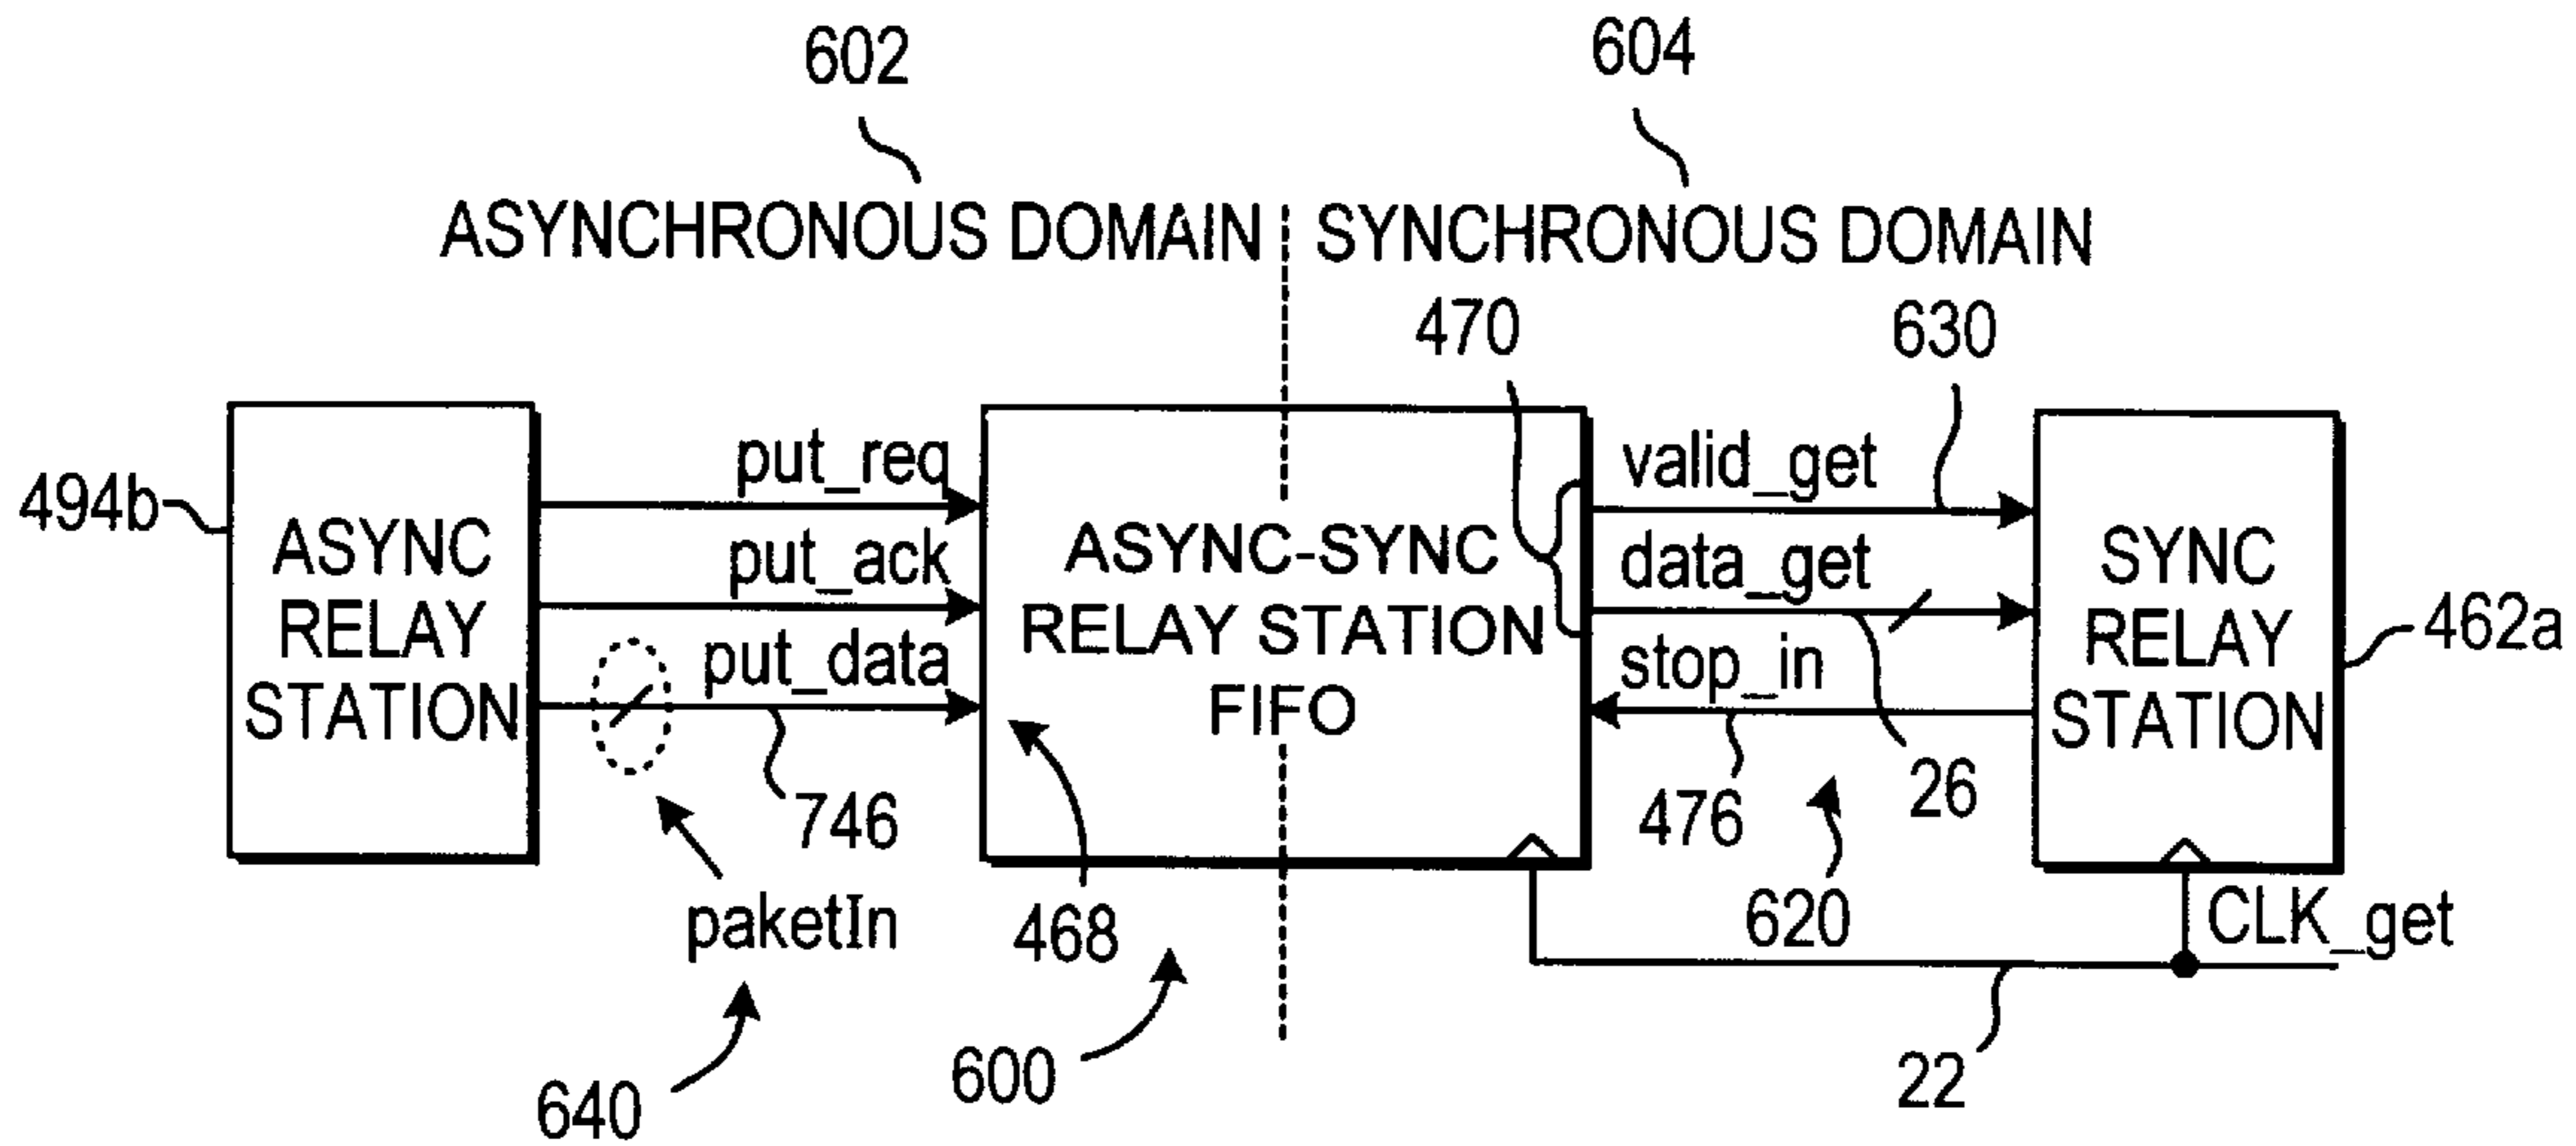 602
604
ASYNCHRONOUS DOMAIN
SYNCHRONOUS DOMAIN
470
630
494b
ASYNC
RELAY
STATION
put_req
put_ack
put_data
746
paketIn
640
ASYNC-SYNC
RELAY STATION
FIFO
468
600
valid_get
data_get
stop_in
476
26
620
SYNC
RELAY
STATION
462a
CLK_get
22